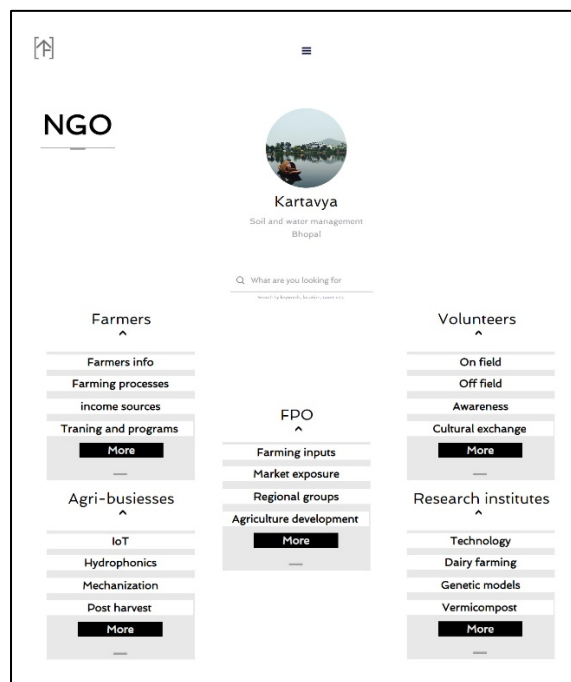 NGO
Kartavya
Soil and water management
Bhopal
What are you looking for
Farmers
Farmers info
Farming processes
income sources
Traning and programs
More
Volunteers
On field
Off field
Awareness
Cultural exchange
More
FPO
Farming inputs
Market exposure
Regional groups
Agriculture development
More
Agri-busiesses
IoT
Hydrophonics
Mechanization
Post harvest
More
Research institutes
Technology
Dairy farming
Genetic models
Vermicompost
More